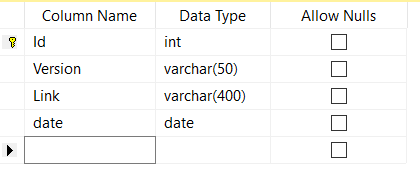 Column Name Data Type Allow Nulls
Id int
Version varchar(50)
Link varchar(400)
date date